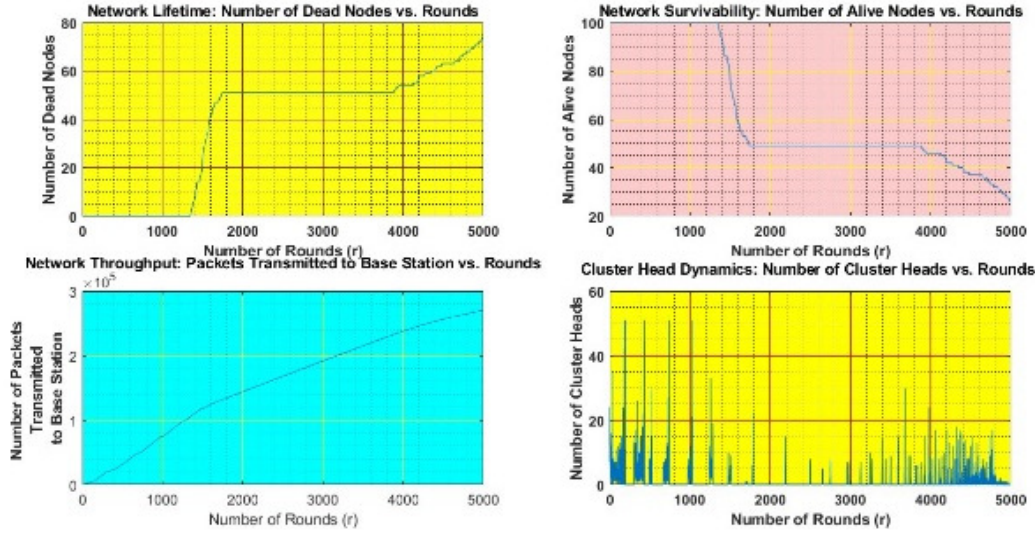 Network Lifetime: Number of Dead Nodes vs. Rounds
80
60
40
20
0
Number of Dead Nodes
0 1000 2000 3000 4000 5000
Number of Rounds (r)
Network Survivability: Number of Alive Nodes vs. Rounds
100
80
60
40
20
Number of Alive Nodes
0 1000 2000 3000 4000 5000
Number of Rounds (r)
Network Throughput: Packets Transmitted to Base Station vs. Rounds
×10⁵
3
2
1
0
Number of Packets
Transmitted
to Base Station
0 1000 2000 3000 4000 5000
Number of Rounds (r)
Cluster Head Dynamics: Number of Cluster Heads vs. Rounds
60
40
20
0
Number of Cluster Heads
0 1000 2000 3000 4000 5000
Number of Rounds (r)